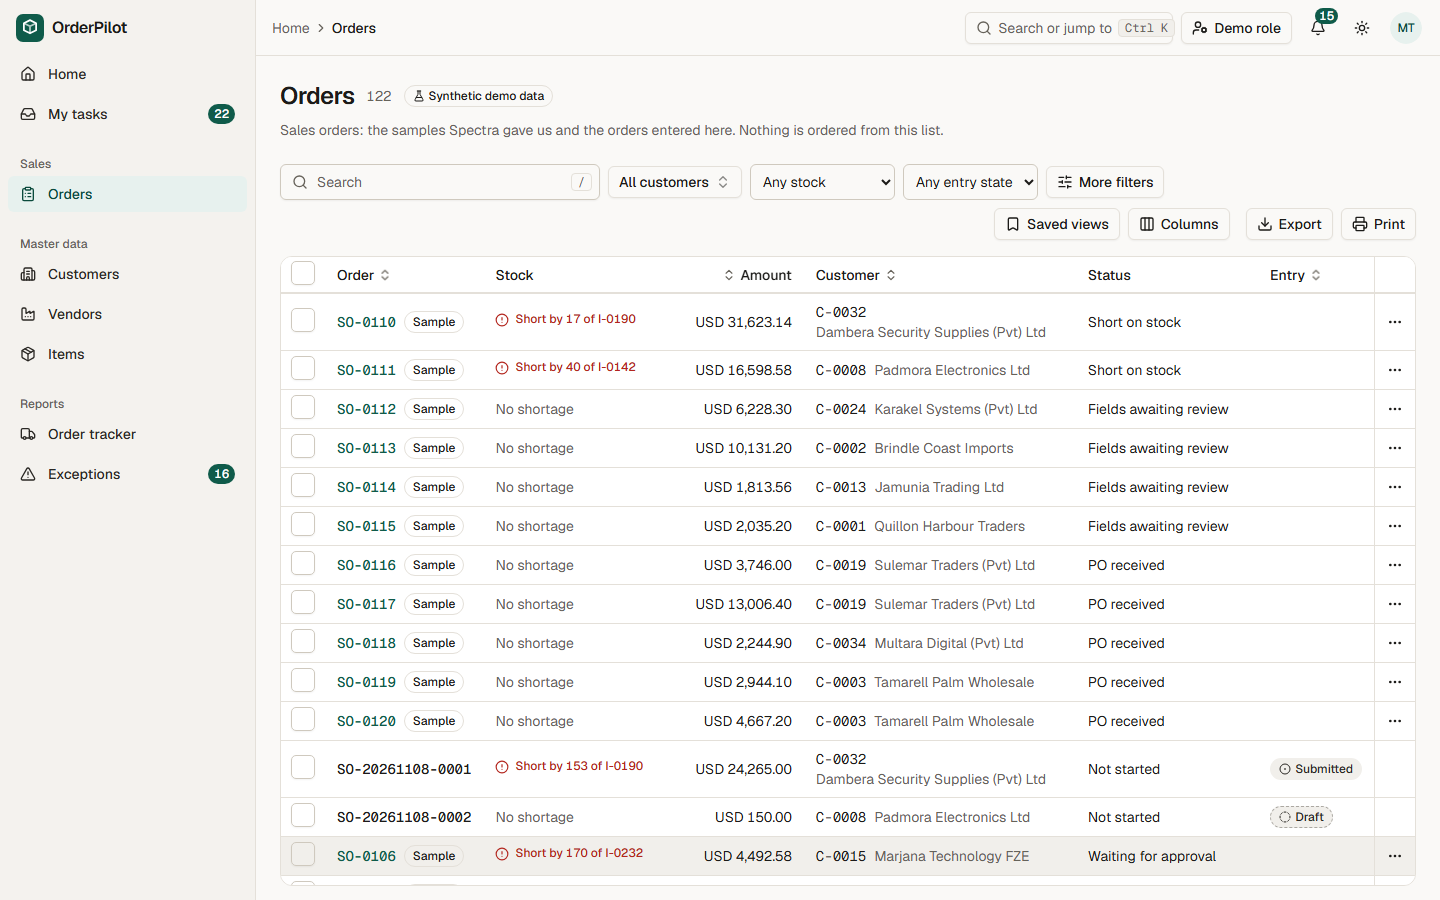 OrderPilot
Home
My tasks 22
Sales
Orders
Master data
Customers
Vendors
Items
Reports
Order tracker
Exceptions 16
Home > Orders
Search or jump to Ctrl K
Demo role
15
MT
Orders 122 Synthetic demo data
Sales orders: the samples Spectra gave us and the orders entered here. Nothing is ordered from this list.
Search /
All customers
Any stock
Any entry state
More filters
Saved views
Columns
Export
Print
Order Stock Amount Customer Status Entry
SO-0110 Sample Short by 17 of I-0190 USD 31,623.14 C-0032 Dambera Security Supplies (Pvt) Ltd Short on stock ...
SO-0111 Sample Short by 40 of I-0142 USD 16,598.58 C-0008 Padmora Electronics Ltd Short on stock ...
SO-0112 Sample No shortage USD 6,228.30 C-0024 Karakel Systems (Pvt) Ltd Fields awaiting review ...
SO-0113 Sample No shortage USD 10,131.20 C-0002 Brindle Coast Imports Fields awaiting review ...
SO-0114 Sample No shortage USD 1,813.56 C-0013 Jamunia Trading Ltd Fields awaiting review ...
SO-0115 Sample No shortage USD 2,035.20 C-0001 Quillon Harbour Traders Fields awaiting review ...
SO-0116 Sample No shortage USD 3,746.00 C-0019 Sulemar Traders (Pvt) Ltd PO received ...
SO-0117 Sample No shortage USD 13,006.40 C-0019 Sulemar Traders (Pvt) Ltd PO received ...
SO-0118 Sample No shortage USD 2,244.90 C-0034 Multara Digital (Pvt) Ltd PO received ...
SO-0119 Sample No shortage USD 2,944.10 C-0003 Tamarell Palm Wholesale PO received ...
SO-0120 Sample No shortage USD 4,667.20 C-0003 Tamarell Palm Wholesale PO received ...
SO-20261108-0001 Short by 153 of I-0190 USD 24,265.00 C-0032 Dambera Security Supplies (Pvt) Ltd Not started Submitted
SO-20261108-0002 No shortage USD 150.00 C-0008 Padmora Electronics Ltd Not started Draft
SO-0106 Sample Short by 170 of I-0232 USD 4,492.58 C-0015 Marjana Technology FZE Waiting for approval ...